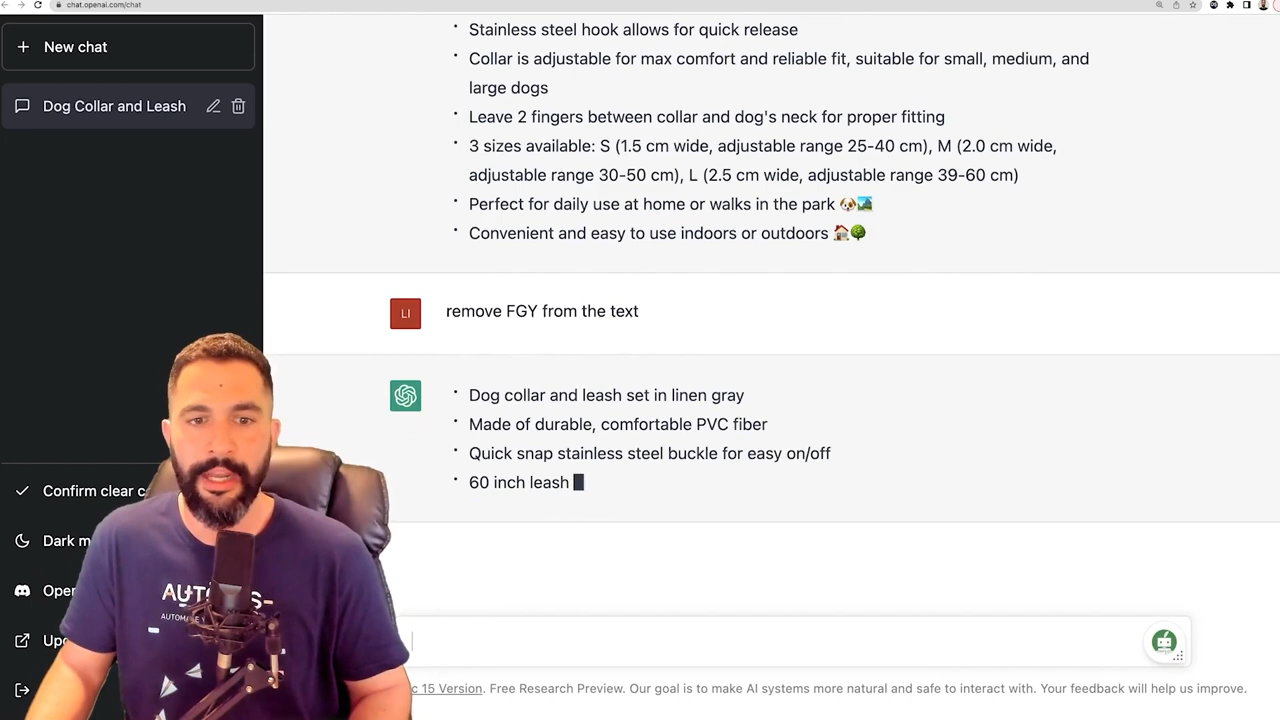 chat.openai.com/chat
New chat
Dog Collar and Leash
Stainless steel hook allows for quick release
Collar is adjustable for max comfort and reliable fit, suitable for small, medium, and
large dogs
Leave 2 fingers between collar and dog's neck for proper fitting
3 sizes available: S (1.5 cm wide, adjustable range 25-40 cm), M (2.0 cm wide,
adjustable range 30-50 cm), L (2.5 cm wide, adjustable range 39-60 cm)
Perfect for daily use at home or walks in the park 🐶🏞️
Convenient and easy to use indoors or outdoors 🏠🌳
LI
remove FGY from the text
Dog collar and leash set in linen gray
Made of durable, comfortable PVC fiber
Quick snap stainless steel buckle for easy on/off
60 inch leash
Confirm clear c
Dark m
Oper
Up
c 15 Version. Free Research Preview. Our goal is to make AI systems more natural and safe to interact with. Your feedback will help us improve.